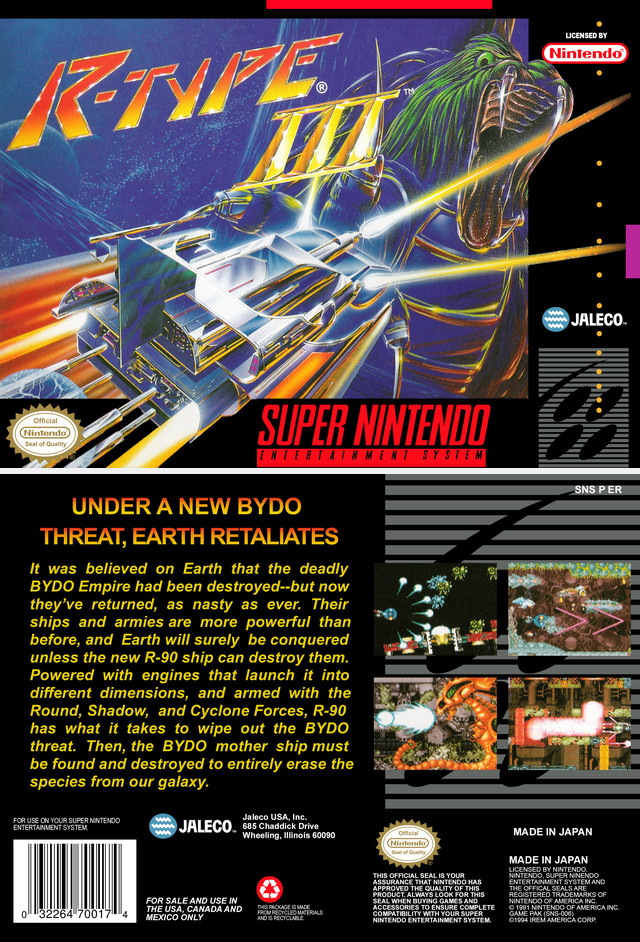 R-TYPE®
III™
LICENSED BY
Nintendo®
JALECO™
Official
Nintendo
Seal of Quality
SUPER NINTENDO
ENTERTAINMENT SYSTEM
SNS P ER
UNDER A NEW BYDO
THREAT, EARTH RETALIATES
It was believed on Earth that the deadly
BYDO Empire had been destroyed--but now
they've returned, as nasty as ever. Their
ships and armies are more powerful than
before, and Earth will surely be conquered
unless the new R-90 ship can destroy them.
Powered with engines that launch it into
different dimensions, and armed with the
Round, Shadow, and Cyclone Forces, R-90
has what it takes to wipe out the BYDO
threat. Then, the BYDO mother ship must
be found and destroyed to entirely erase the
species from our galaxy.
FOR USE ON YOUR SUPER NINTENDO
ENTERTAINMENT SYSTEM.
JALECO™
Jaleco USA, Inc.
685 Chaddick Drive
Wheeling, Illinois 60090
0 32264 70017 4
FOR SALE AND USE IN
THE USA, CANADA AND
MEXICO ONLY
THIS PACKAGE IS MADE
FROM RECYCLED MATERIALS
AND IS RECYCLABLE.
Official
Nintendo
Seal of Quality
THIS OFFICIAL SEAL IS YOUR
ASSURANCE THAT NINTENDO HAS
APPROVED THE QUALITY OF THIS
PRODUCT. ALWAYS LOOK FOR THIS
SEAL WHEN BUYING GAMES AND
ACCESSORIES TO ENSURE COMPLETE
COMPATIBILITY WITH YOUR SUPER
NINTENDO ENTERTAINMENT SYSTEM.
MADE IN JAPAN
MADE IN JAPAN
LICENSED BY NINTENDO.
NINTENDO, SUPER NINENDO
ENTERTAINMENT SYSTEM AND
THE OFFICIAL SEALS ARE
REGISTERED TRADEMARKS
OF NINTENDO OF AMERICA INC.
© 1991 NINTENDO OF AMERICA INC.
GAME PAK (SNS-006)
©1994 IREM AMERICA CORP.